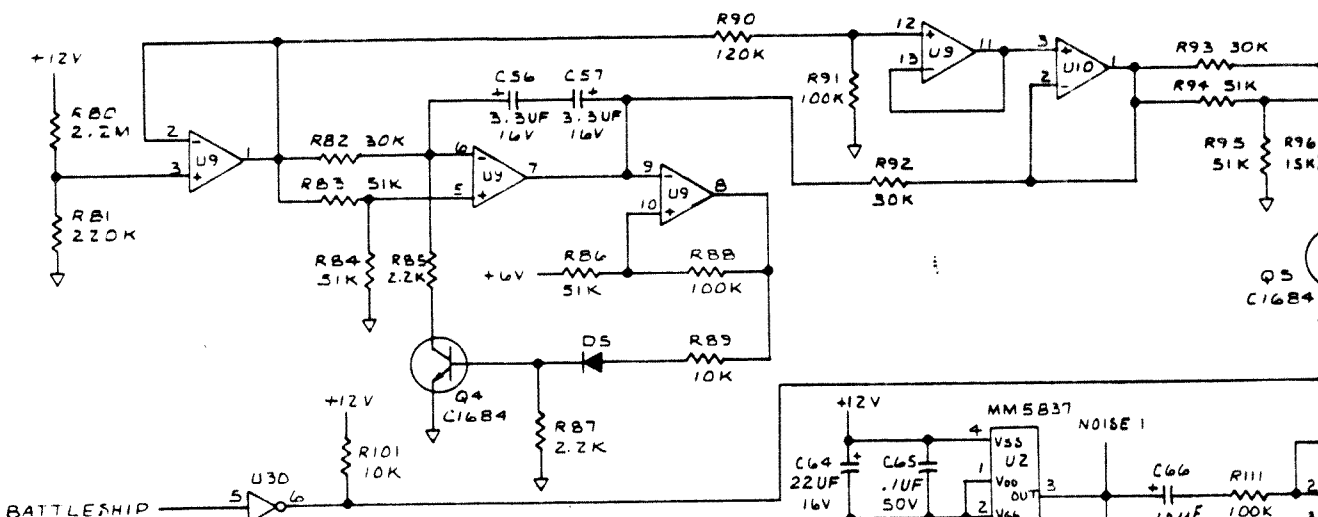 +12V
R80
2.2M
R81
220K
2
3
U9
1
R82 30K
R83 51K
R84
51K
R85
2.2K
C56
+
3.3UF
16V
C57
+
3.3UF
16V
6
5
U9
7
9
10
U9
8
+6V
R86
51K
R88
100K
R89
10K
D5
R87
2.2K
Q4
C1684
R90
120K
R91
100K
12
13
U9
11
3
2
U10
1
R92
30K
R93 30K
R94 51K
R95
51K
R96
15K
Q5
C1684
+12V
R101
10K
BATTLESHIP
5
U30
6
+12V
C64
22UF
16V
+
C65
.1UF
50V
MM5837
4
VSS
U2
1
VDD
OUT
3
2
VGG
NOISE 1
C66
+
R111
100K
2